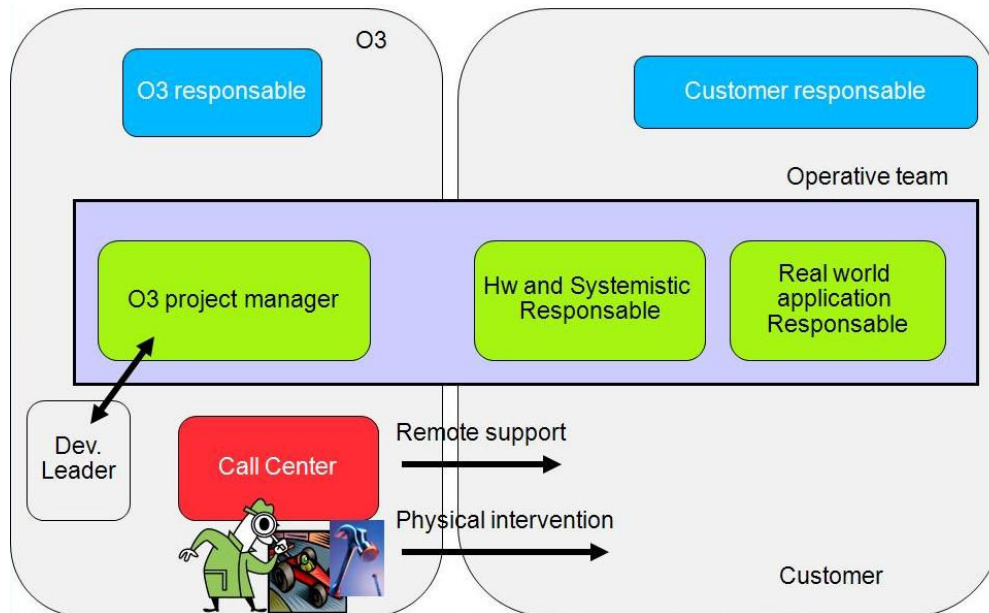 O3
O3 responsable
Customer responsable
Operative team
O3 project manager
Hw and Systemistic
Responsable
Real world
application
Responsable
Dev.
Leader
Call Center
Remote support
Physical intervention
Customer